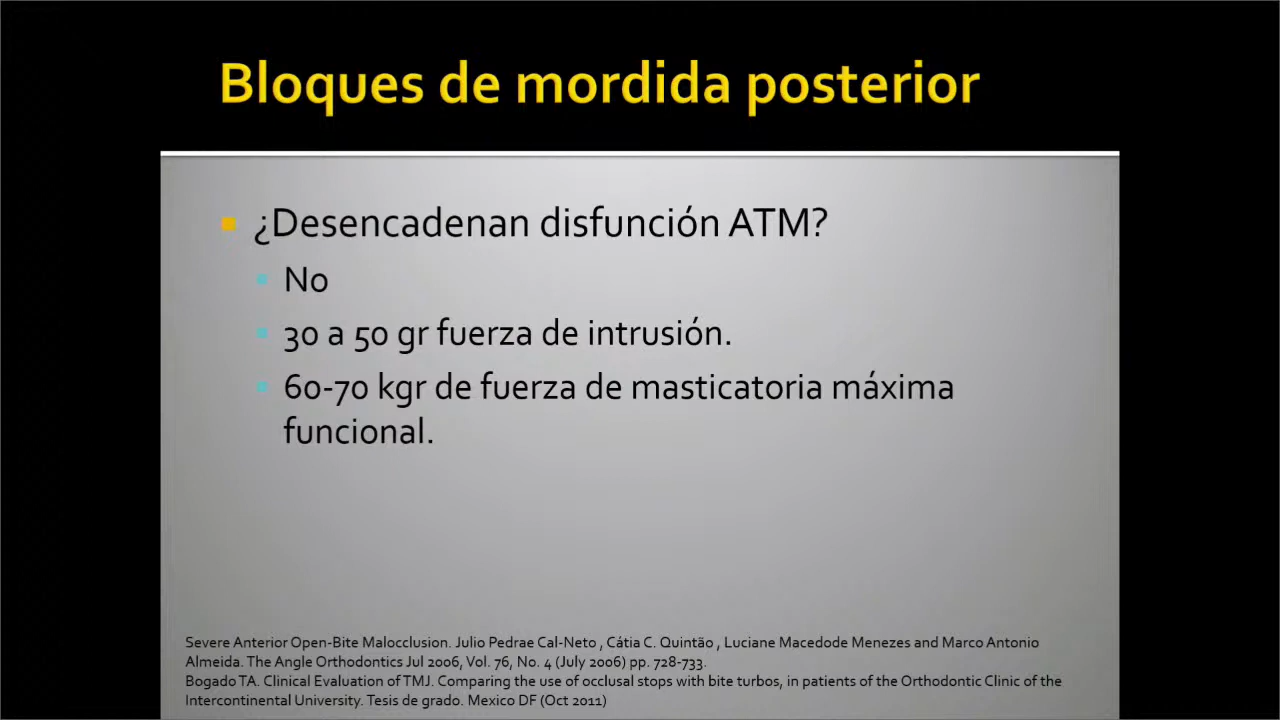 Bloques de mordida posterior
¿Desencadenan disfunción ATM?
No
30 a 50 gr fuerza de intrusión.
60-70 kgr de fuerza de masticatoria máxima
funcional.
Severe Anterior Open-Bite Malocclusion. Julio Pedrae Cal-Neto , Cátia C. Quintão , Luciane Macedode Menezes and Marco Antonio
Almeida. The Angle Orthodontics Jul 2006, Vol. 76, No. 4 (July 2006) pp. 728-733.
Bogado TA. Clinical Evaluation of TMJ. Comparing the use of occlusal stops with bite turbos, in patients of the Orthodontic Clinic of the
Intercontinental University. Tesis de grado. Mexico DF (Oct 2011)